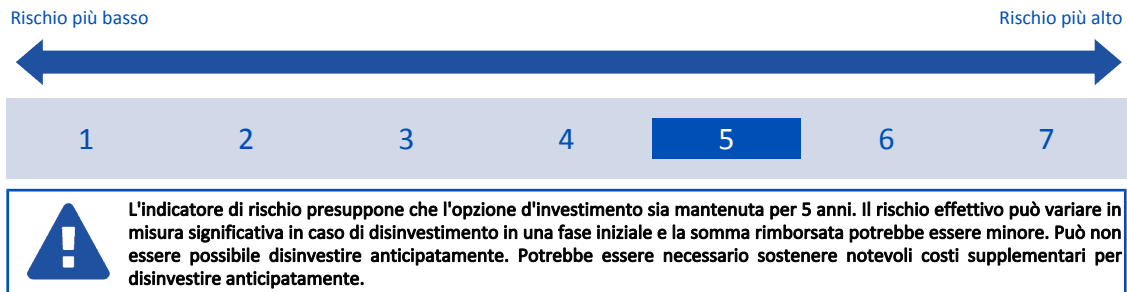 Rischio più basso Rischio più alto
1 2 3 4 5 6 7
L'indicatore di rischio presuppone che l'opzione d'investimento sia mantenuta per 5 anni. Il rischio effettivo può variare in
misura significativa in caso di disinvestimento in una fase iniziale e la somma rimborsata potrebbe essere minore. Può non
essere possibile disinvestire anticipatamente. Potrebbe essere necessario sostenere notevoli costi supplementari per
disinvestire anticipatamente.